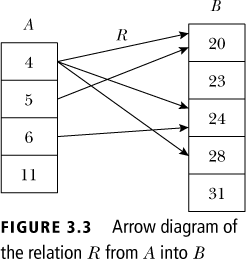 A
B
R
4
5
6
11
20
23
24
28
31
FIGURE 3.3 Arrow diagram of
the relation R from A into B